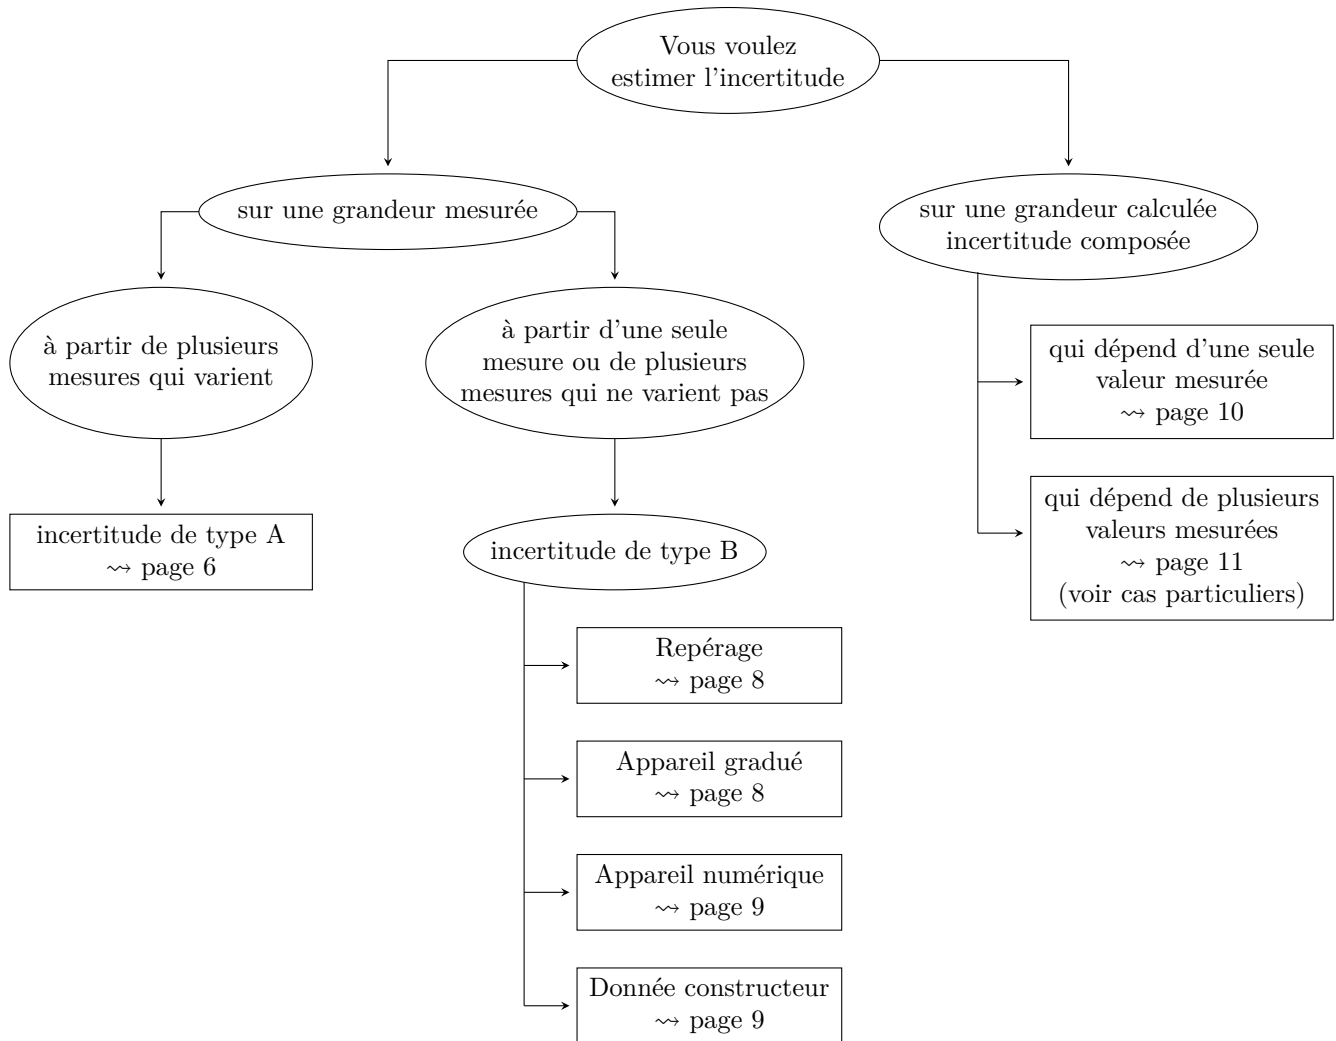 Vous voulez
estimer l'incertitude
sur une grandeur mesurée
sur une grandeur calculée
incertitude composée
à partir de plusieurs
mesures qui varient
à partir d'une seule
mesure ou de plusieurs
mesures qui ne varient pas
qui dépend d'une seule
valeur mesurée
⇝ page 10
qui dépend de plusieurs
valeurs mesurées
⇝ page 11
(voir cas particuliers)
incertitude de type A
⇝ page 6
incertitude de type B
Repérage
⇝ page 8
Appareil gradué
⇝ page 8
Appareil numérique
⇝ page 9
Donnée constructeur
⇝ page 9